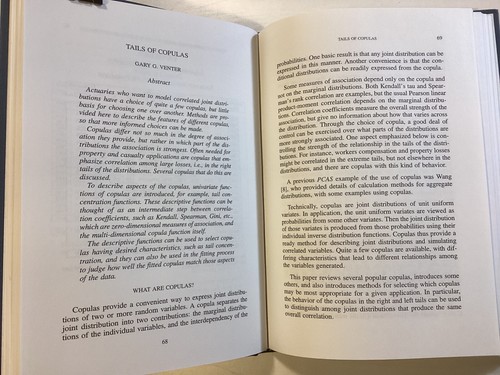 TAILS OF COPULAS
GARY G. VENTER
Abstract
Actuaries who want to model correlated joint distri-
butions have a choice of quite a few copulas, but little
basis for choosing one over another. Methods are pro-
vided here to describe the features of different copulas,
so that more informed choices can be made.
Copulas differ not so much in the degree of associ-
ation they provide, but rather in which part of the dis-
tributions the association is strongest. Often needed for
property and casualty applications are copulas that em-
phasize correlation among large losses, i.e., in the right
tails of the distributions. Several copulas that do this are
discussed.
To describe aspects of the copulas, univariate func-
tions of copulas are introduced, for example, tail con-
centration functions. These descriptive functions can be
thought of as an intermediate step between correla-
tion coefficients, such as Kendall, Spearman, Gini, etc.,
which are zero-dimensional measures of association, and
the multi-dimensional copula function itself.
The descriptive functions can be used to select copu-
las having desired characteristics, such as tail concen-
tration, and they can also be used in the fitting process
to judge how well the fitted copulas match those aspects
of the data.
WHAT ARE COPULAS?
Copulas provide a convenient way to express joint distribu-
tions of two or more random variables. A copula separates the
joint distribution into two contributions: the marginal distribu-
tions of the individual variables, and the interdependency of the
68
TAILS OF COPULAS
69
probabilities. One basic result is that any joint distribution can be
expressed in this manner. Another convenience is that the con-
ditional distributions can be readily expressed from the copula.
Some measures of association depend only on the copula and
not on the marginal distributions. Both Kendall's tau and Spear-
man's rank correlation are examples, but the usual Pearson linear
product-moment correlation depends on the marginal distribu-
tions. Correlation coefficients measure the overall strength of the
association, but give no information about how that varies across
the distribution. Through the choice of copula, a good deal of
control can be exercised over what parts of the distributions are
more strongly associated. One aspect emphasized below is con-
trolling the strength of the relationship in the tails of the distri-
butions. For instance, workers compensation and property losses
might be correlated in the extreme tails, but not elsewhere in the
distributions, and there are copulas with this kind of behavior.
A previous PCAS example of the use of copulas was Wang
[8], who provided details of calculation methods for aggregate
distributions, with some examples using copulas.
Technically, copulas are joint distributions of unit uniform
variates. In application, the unit uniform variates are viewed as
probabilities from some other variates. Then the joint distribution
of those variates is produced from those probabilities using their
individual inverse distribution functions. Copulas thus provide a
ready method for describing joint distributions and simulating
correlated variables. Quite a few copulas are available, with dif-
fering characteristics that lead to different relationships among
the variables generated.
This paper reviews several popular copulas, introduces some
others, and also introduces methods for selecting which copulas
may be most appropriate for a given application. In particular,
the behavior of the copulas in the right and left tails can be used
to distinguish among joint distributions that produce the same
overall correlation.